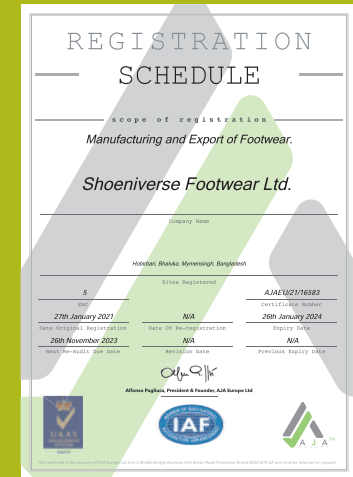 REGISTRATION
SCHEDULE
scope of registration
Manufacturing and Export of Footwear.
Shoeniverse Footwear Ltd.
Company Name
Hobirbari, Bhaluka, Mymensingh, Bangladesh
Sites Registered
5
AJAEU/21/16583
EAC
Certificate Number
27th January 2021
N/A
26th January 2024
Date Original Registration
Date Of Re-registration
Expiry Date
26th November 2023
N/A
N/A
Next Re-Audit Due Date
Revision Date
Previous Expiry Date
Alfonso Pagliuca, President & Founder, AJA Europe Ltd
URAS
IAF
AJA